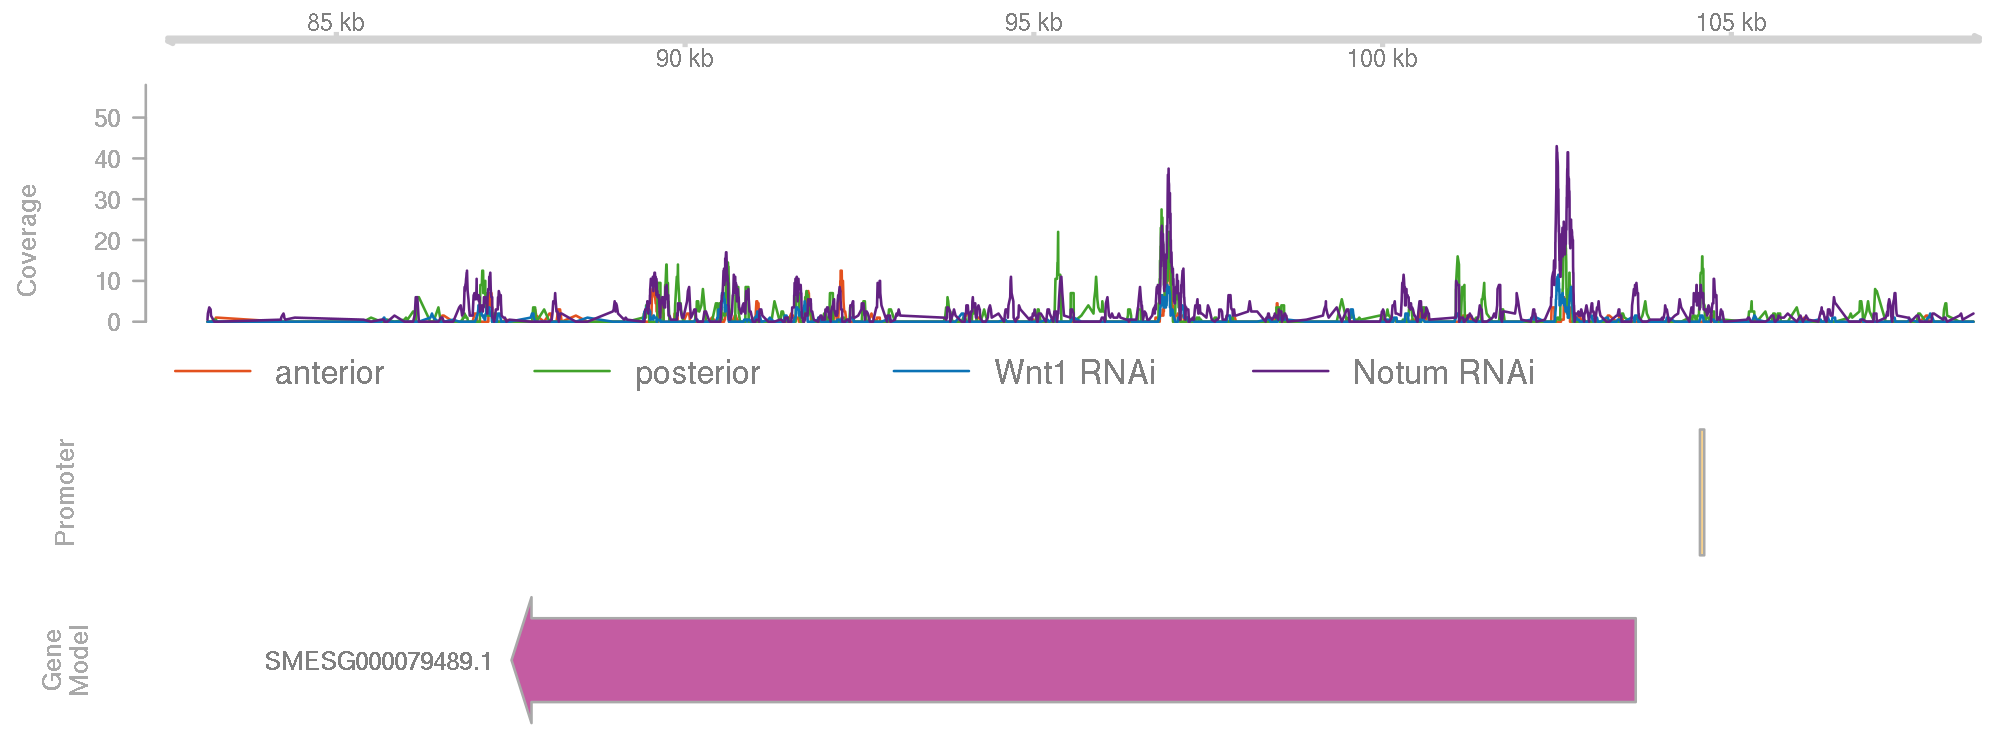 85 kb
95 kb
105 kb
90 kb
100 kb
Coverage
50
40
30
20
10
0
anterior
posterior
Wnt1 RNAi
Notum RNAi
Promoter
Gene
Model
SMESG000079489.1